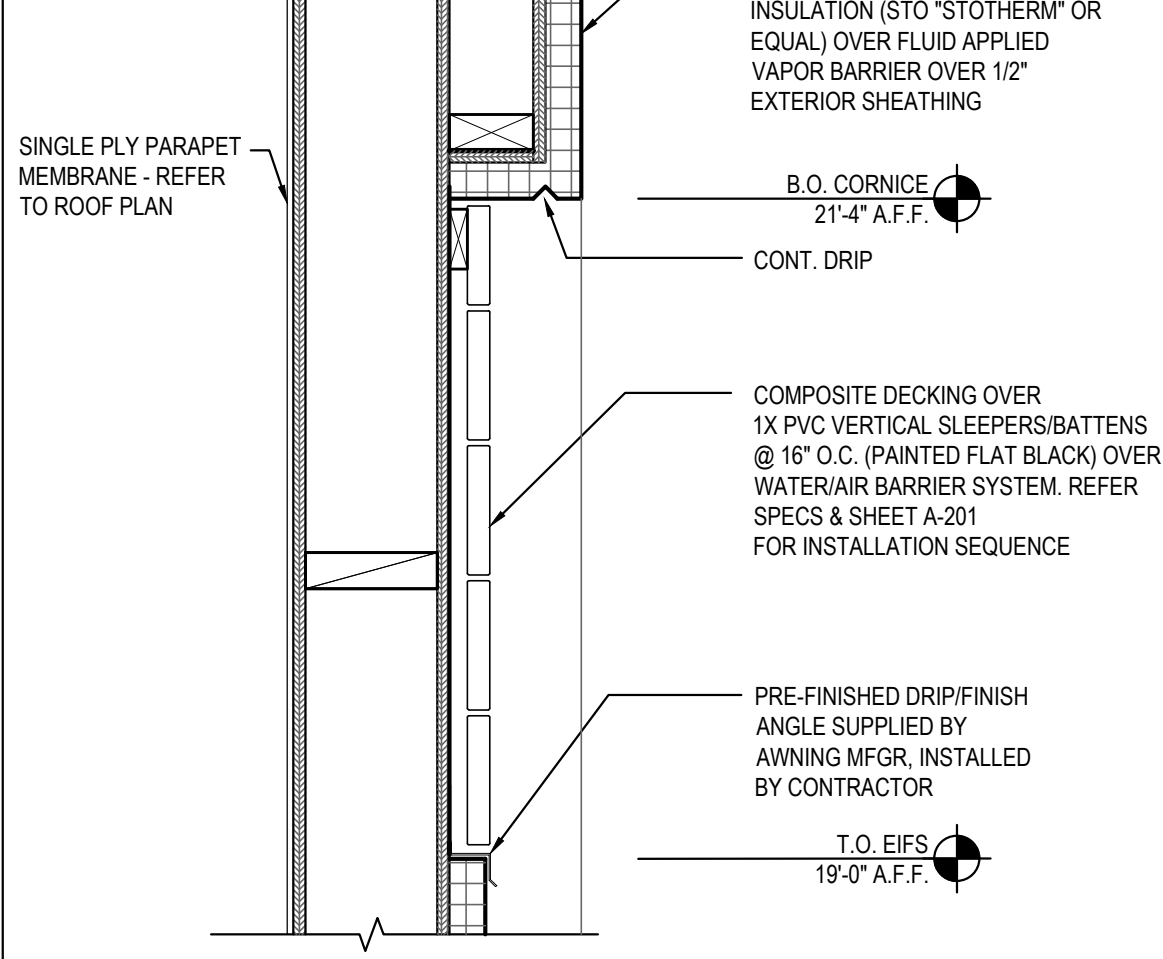 INSULATION (STO "STOTHERM" OR
EQUAL) OVER FLUID APPLIED
VAPOR BARRIER OVER 1/2"
EXTERIOR SHEATHING
SINGLE PLY PARAPET
MEMBRANE - REFER
TO ROOF PLAN
B.O. CORNICE
21'-4" A.F.F.
CONT. DRIP
COMPOSITE DECKING OVER
1X PVC VERTICAL SLEEPERS/BATTENS
@ 16" O.C. (PAINTED FLAT BLACK) OVER
WATER/AIR BARRIER SYSTEM. REFER
SPECS & SHEET A-201
FOR INSTALLATION SEQUENCE
PRE-FINISHED DRIP/FINISH
ANGLE SUPPLIED BY
AWNING MFGR, INSTALLED
BY CONTRACTOR
T.O. EIFS
19'-0" A.F.F.